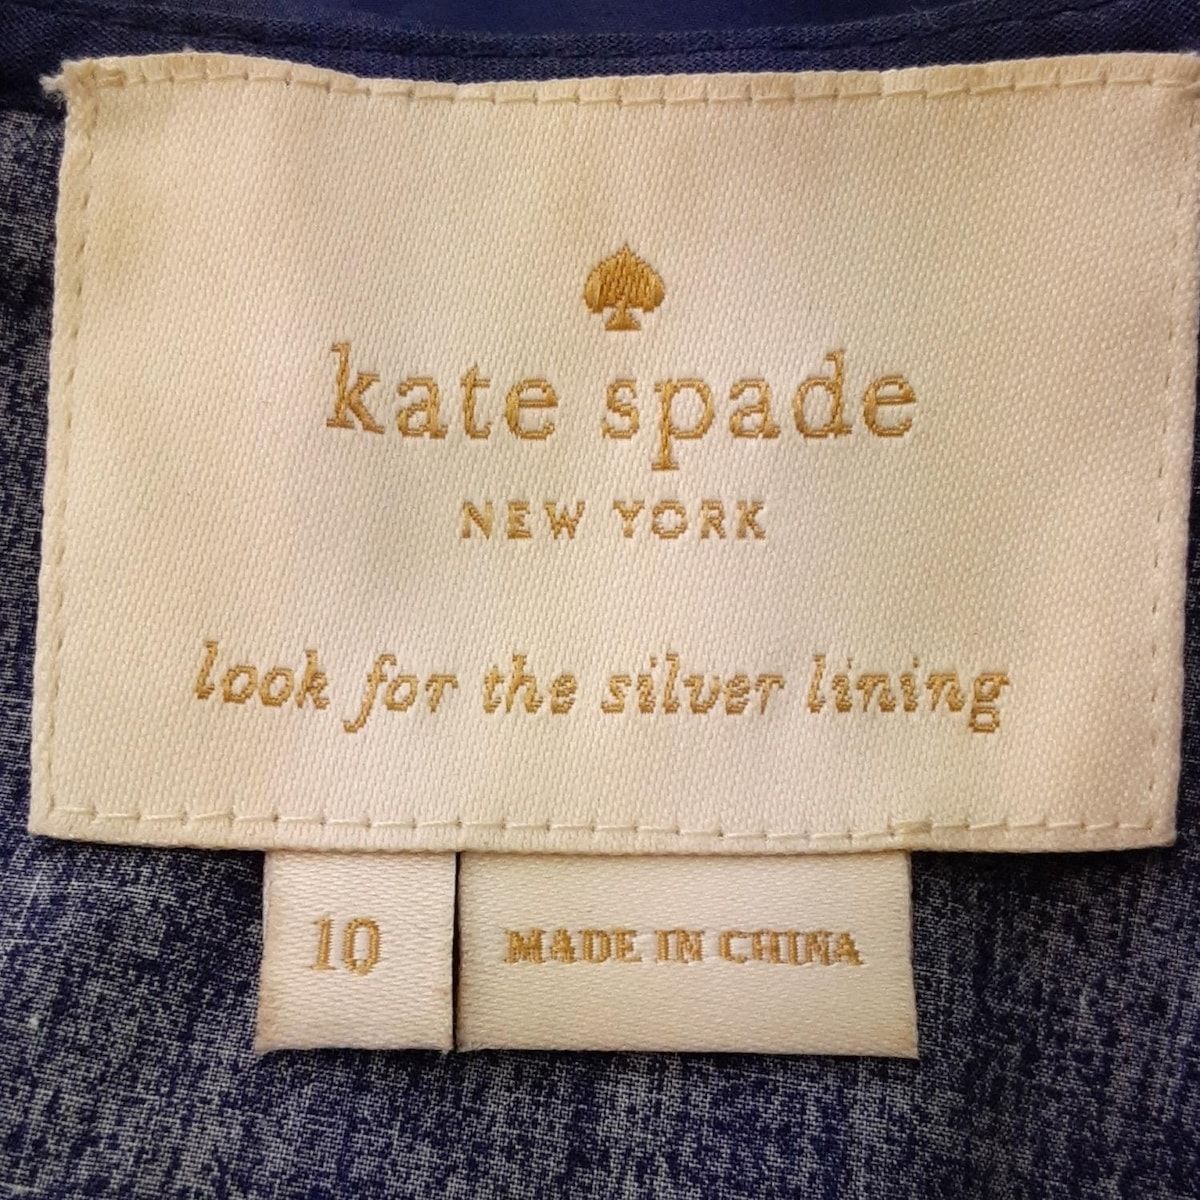 kate spade
NEW YORK
look for the silver lining
10
MADE IN CHINA